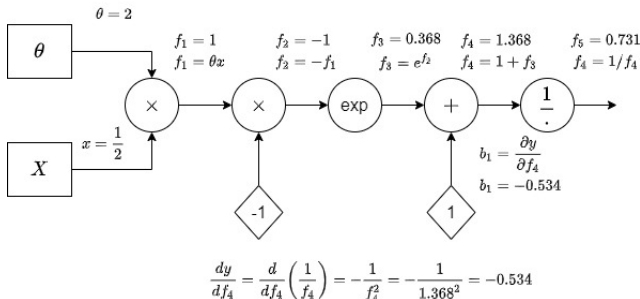 θ = 2
θ
f₁ = 1
f₁ = θx
f₂ = −1
f₂ = −f₁
f₃ = 0.368
f₃ = e^{f₂}
f₄ = 1.368
f₄ = 1 + f₃
f₅ = 0.731
f₄ = 1/f₄
×
×
exp
+
1/.
X
x = 1/2
-1
1
b₁ = ∂y/∂f₄
b₁ = −0.534
dy/df₄ = d/df₄ (1/f₄) = −1/f₄² = −1/1.368² = −0.534